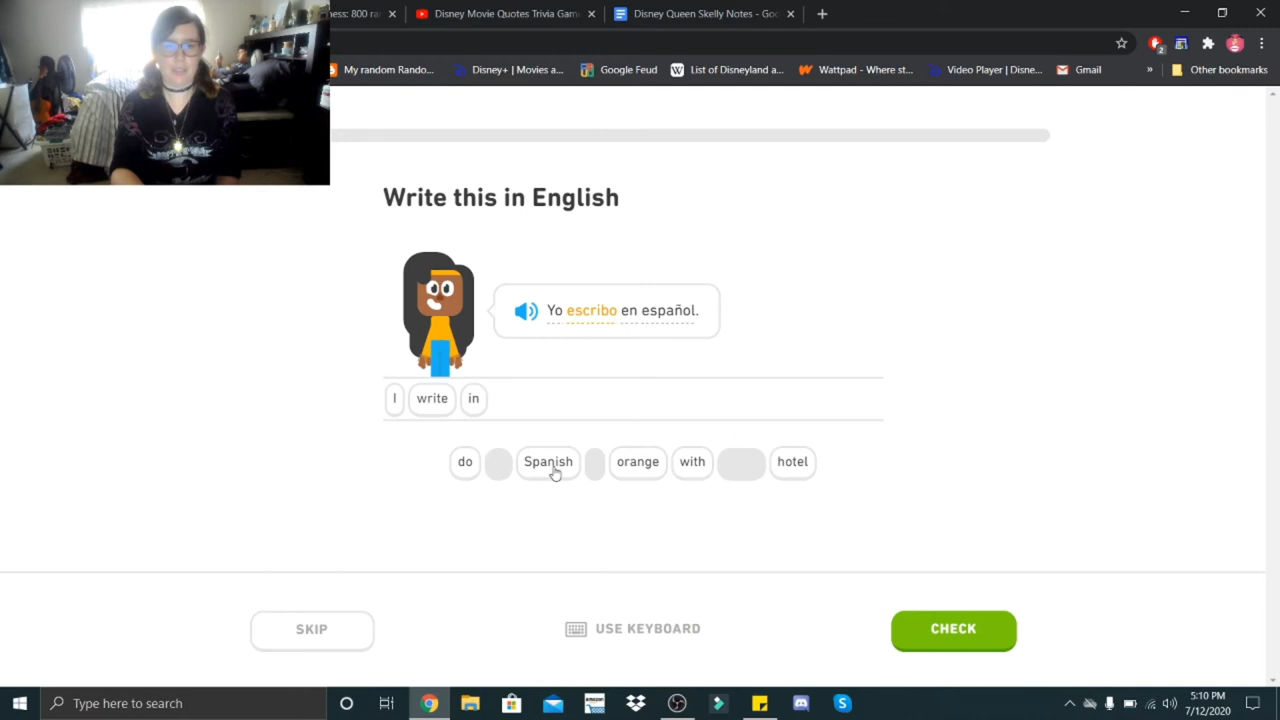 ness: 800 ra
Disney Movie Quotes Trivia Gam
Disney Queen Skelly Notes - Goo
My random Rando...
Disney+ | Movies a...
Google Feud
List of Disneyland a...
Wattpad - Where st...
Video Player | Disn...
Gmail
»
Other bookmarks
Write this in English
Yo escribo en español.
I write in
do Spanish orange with hotel
SKIP
USE KEYBOARD
CHECK
Type here to search
5:10 PM
7/12/2020